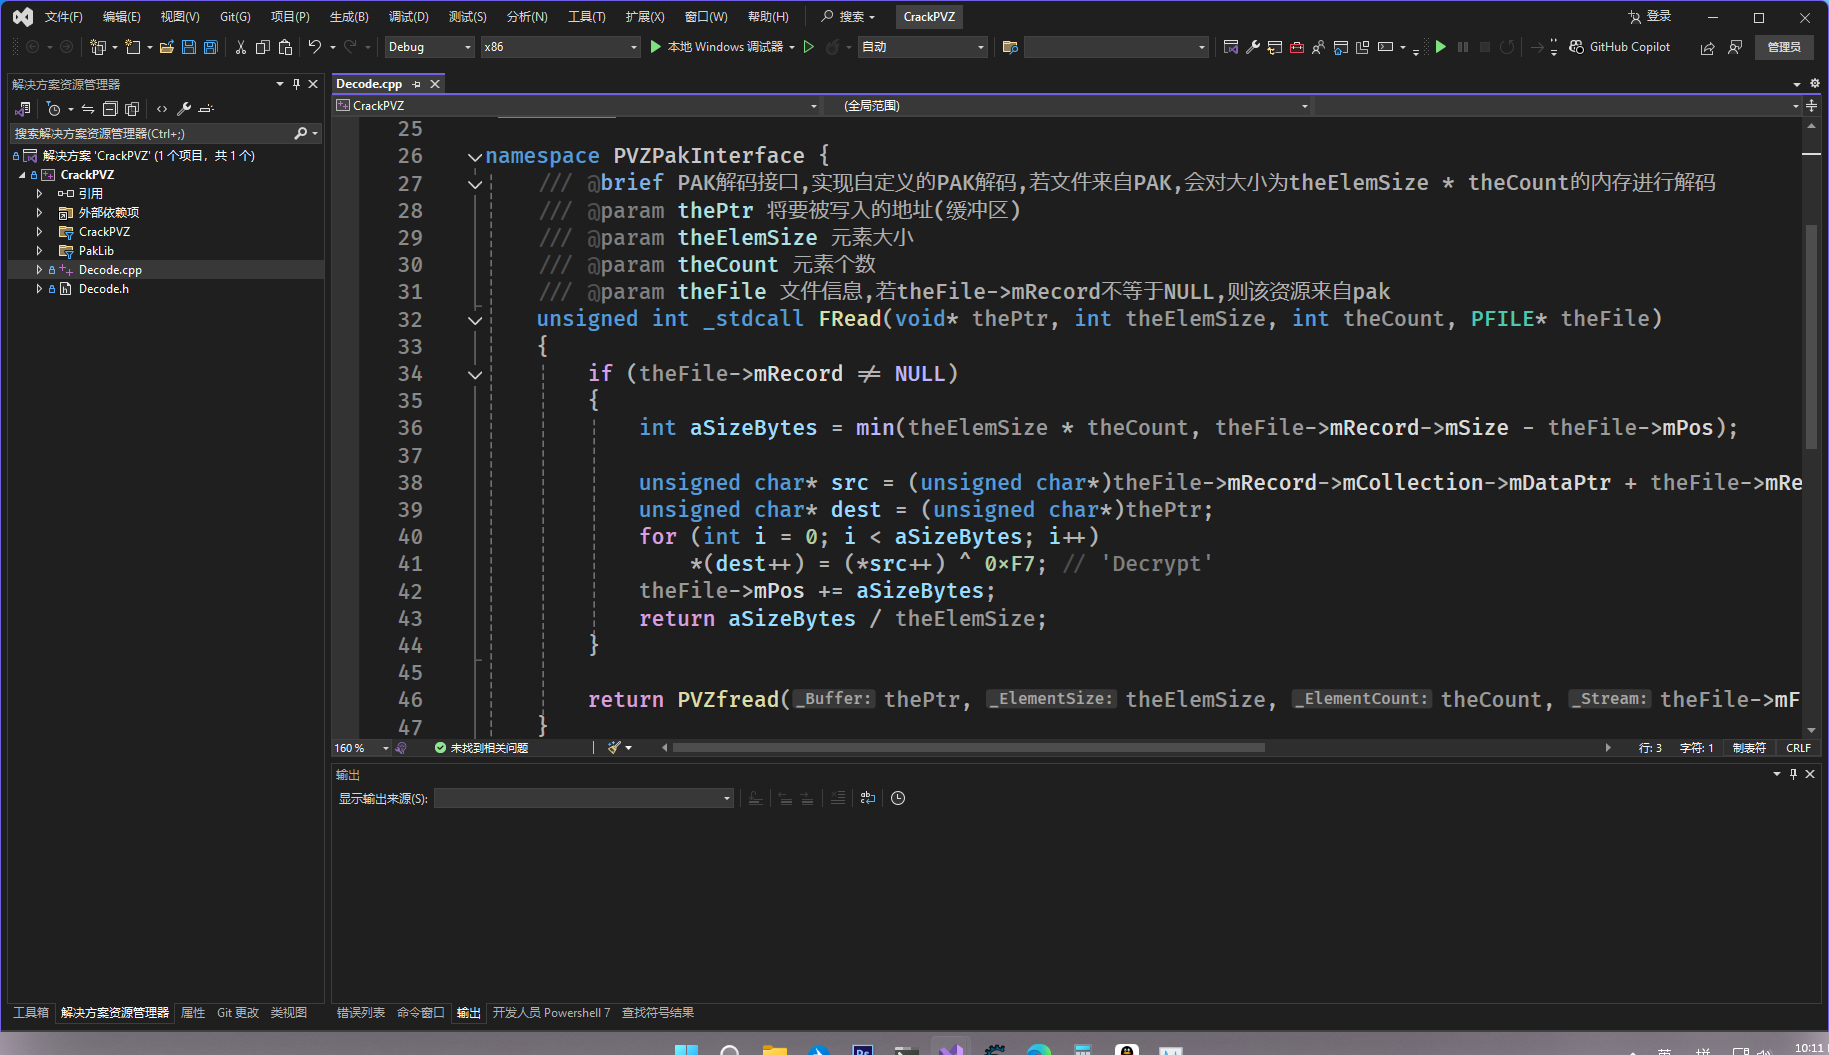 文件(F) 编辑(E) 视图(V) Git(G) 项目(P) 生成(B) 调试(D) 测试(S) 分析(N) 工具(T) 扩展(X) 窗口(W) 帮助(H) 搜索 CrackPVZ 登录
Debug x86 本地 Windows 调试器 自动 GitHub Copilot 管理员
解决方案资源管理器
搜索解决方案资源管理器(Ctrl+;)
解决方案 'CrackPVZ' (1 个项目，共 1 个)
CrackPVZ
引用
外部依赖项
CrackPVZ
PakLib
Decode.cpp
Decode.h
Decode.cpp
CrackPVZ (全局范围)
25
26 namespace PVZPakInterface {
27 /// @brief PAK解码接口,实现自定义的PAK解码,若文件来自PAK,会对大小为theElemSize * theCount的内存进行解码
28 /// @param thePtr 将要被写入的地址(缓冲区)
29 /// @param theElemSize 元素大小
30 /// @param theCount 元素个数
31 /// @param theFile 文件信息,若theFile->mRecord不等于NULL,则该资源来自pak
32 unsigned int _stdcall FRead(void* thePtr, int theElemSize, int theCount, PFILE* theFile)
33 {
34 if (theFile->mRecord != NULL)
35 {
36 int aSizeBytes = min(theElemSize * theCount, theFile->mRecord->mSize - theFile->mPos);
37
38 unsigned char* src = (unsigned char*)theFile->mRecord->mCollection->mDataPtr + theFile->mRe
39 unsigned char* dest = (unsigned char*)thePtr;
40 for (int i = 0; i < aSizeBytes; i++)
41 *(dest++) = (*src++) ^ 0xF7; // 'Decrypt'
42 theFile->mPos += aSizeBytes;
43 return aSizeBytes / theElemSize;
44 }
45
46 return PVZfread(_Buffer: thePtr, _ElementSize: theElemSize, _ElementCount: theCount, _Stream: theFile->mF
47 }
160 % 未找到相关问题 行: 3 字符: 1 制表符 CRLF
输出
显示输出来源(S):
工具箱 解决方案资源管理器 属性 Git 更改 类视图 错误列表 命令窗口 输出 开发人员 Powershell 7 查找符号结果
10:11